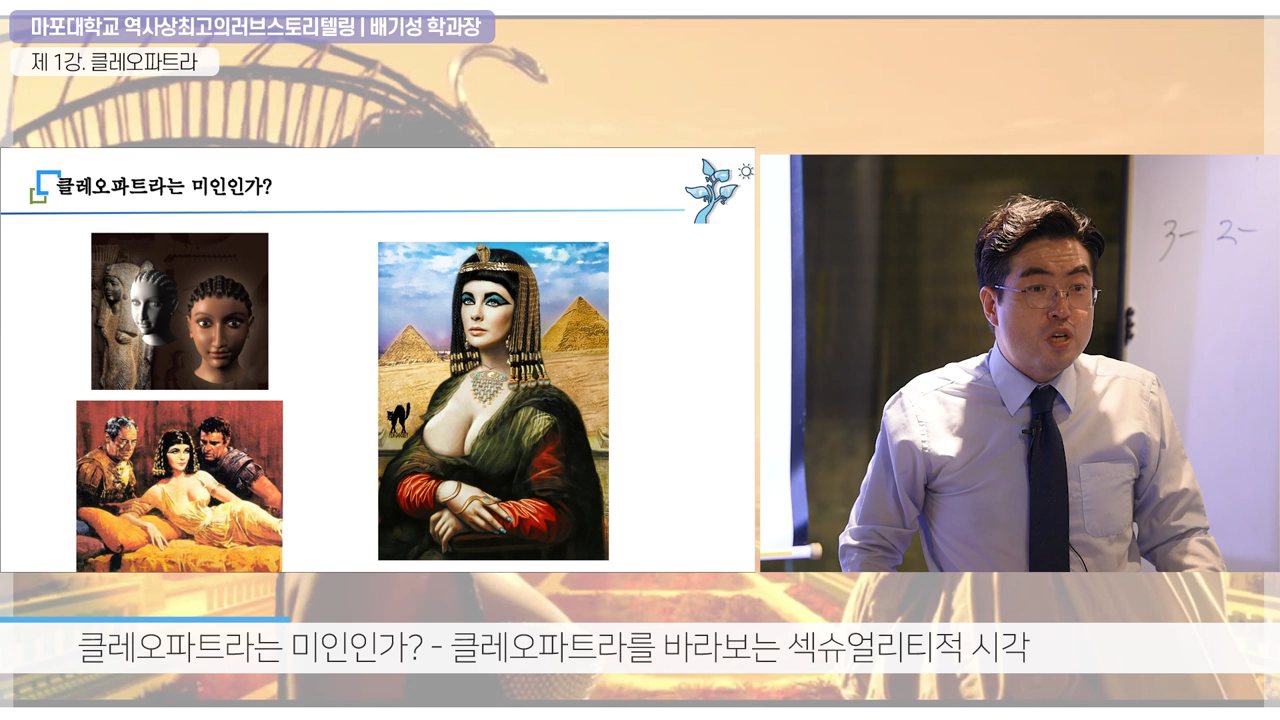 마포대학교 역사상최고의러브스토리텔링 | 배기성 학과장
제 1강. 클레오파트라
클레오파트라는 미인인가?
3- 2-
클레오파트라는 미인인가? - 클레오파트라를 바라보는 섹슈얼리티적 시각